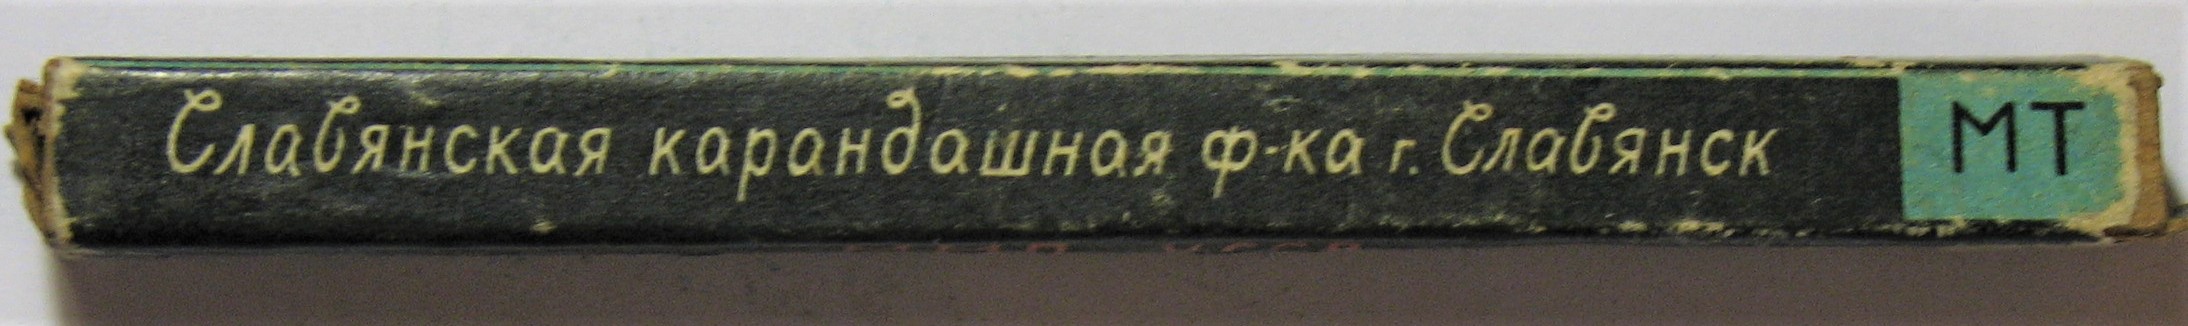 Славянская карандашная ф-ка г. Славянск
МТ